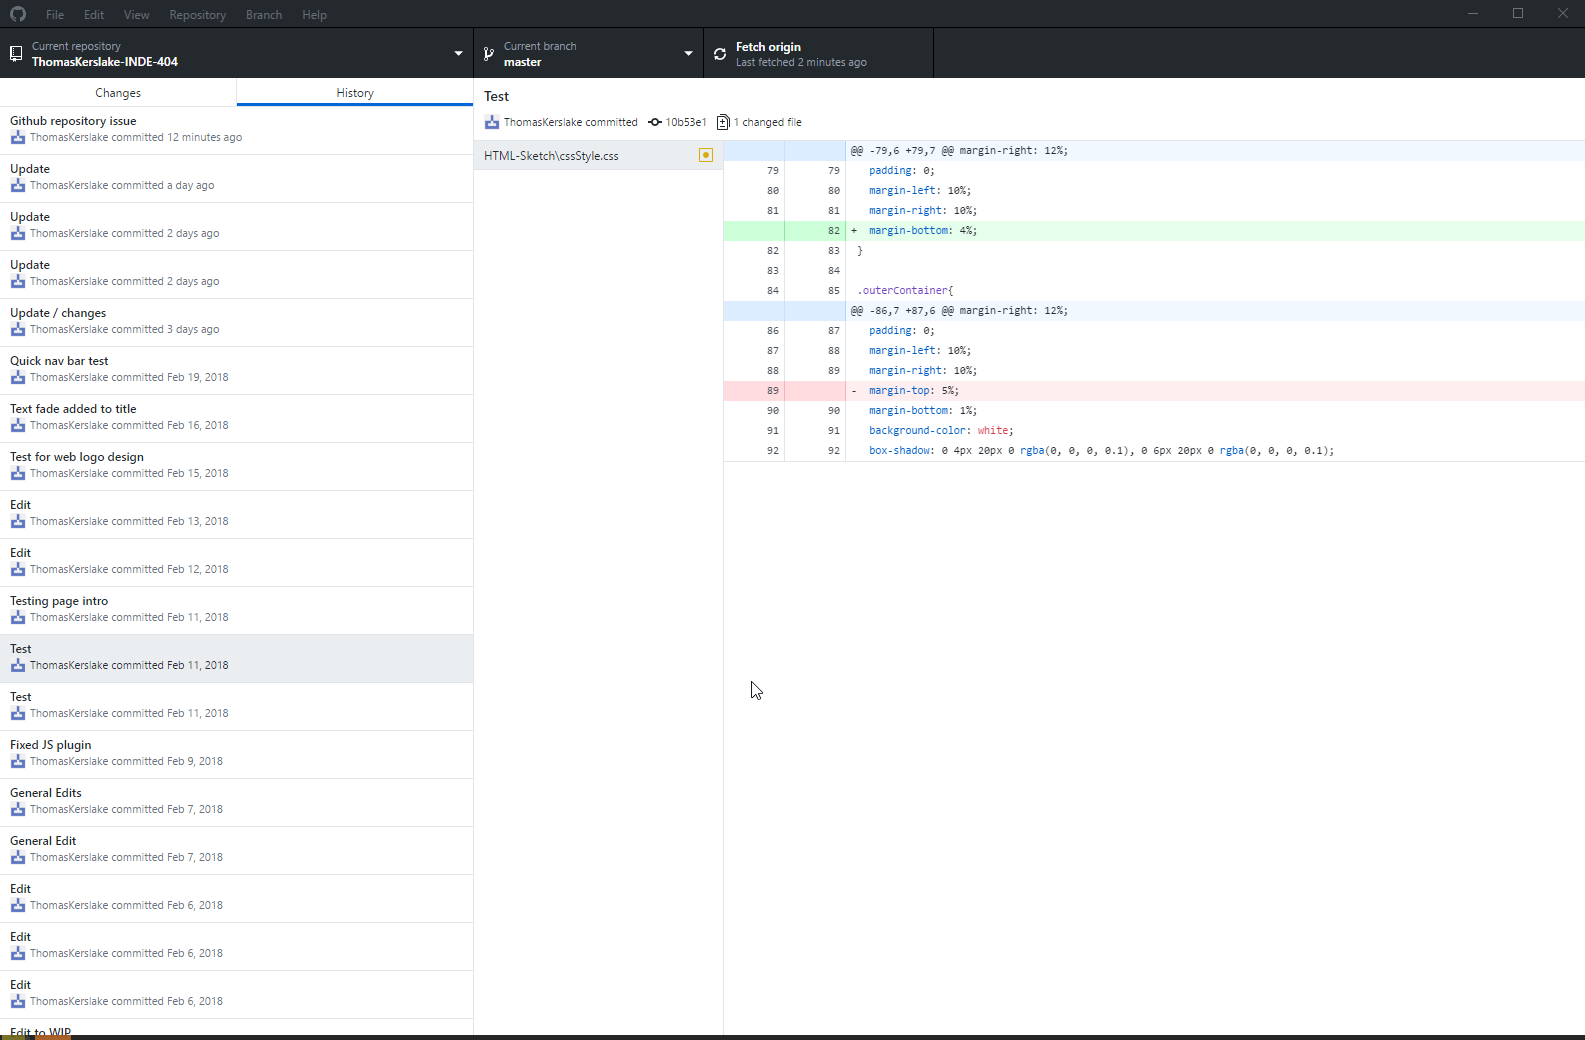 File Edit View Repository Branch Help
Current repository
ThomasKerslake-INDE-404
Current branch
master
Fetch origin
Last fetched 2 minutes ago
Changes
History
Github repository issue
ThomasKerslake committed 12 minutes ago
Update
ThomasKerslake committed a day ago
Update
ThomasKerslake committed 2 days ago
Update
ThomasKerslake committed 2 days ago
Update / changes
ThomasKerslake committed 3 days ago
Quick nav bar test
ThomasKerslake committed Feb 19, 2018
Text fade added to title
ThomasKerslake committed Feb 16, 2018
Test for web logo design
ThomasKerslake committed Feb 15, 2018
Edit
ThomasKerslake committed Feb 13, 2018
Edit
ThomasKerslake committed Feb 12, 2018
Testing page intro
ThomasKerslake committed Feb 11, 2018
Test
ThomasKerslake committed Feb 11, 2018
Test
ThomasKerslake committed Feb 11, 2018
Fixed JS plugin
ThomasKerslake committed Feb 9, 2018
General Edits
ThomasKerslake committed Feb 7, 2018
General Edit
ThomasKerslake committed Feb 7, 2018
Edit
ThomasKerslake committed Feb 6, 2018
Edit
ThomasKerslake committed Feb 6, 2018
Edit
ThomasKerslake committed Feb 6, 2018
Edit to WIP
Test
ThomasKerslake committed 10b53e1 1 changed file
HTML-Sketch\cssStyle.css
@@ -79,6 +79,7 @@ margin-right: 12%;
79 79 padding: 0;
80 80 margin-left: 10%;
81 81 margin-right: 10%;
82 + margin-bottom: 4%;
82 83 }
83 84
84 85 .outerContainer{
@@ -86,7 +87,6 @@ margin-right: 12%;
86 87 padding: 0;
87 88 margin-left: 10%;
88 89 margin-right: 10%;
89 - margin-top: 5%;
90 90 margin-bottom: 1%;
91 91 background-color: white;
92 92 box-shadow: 0 4px 20px 0 rgba(0, 0, 0, 0.1), 0 6px 20px 0 rgba(0, 0, 0, 0.1);